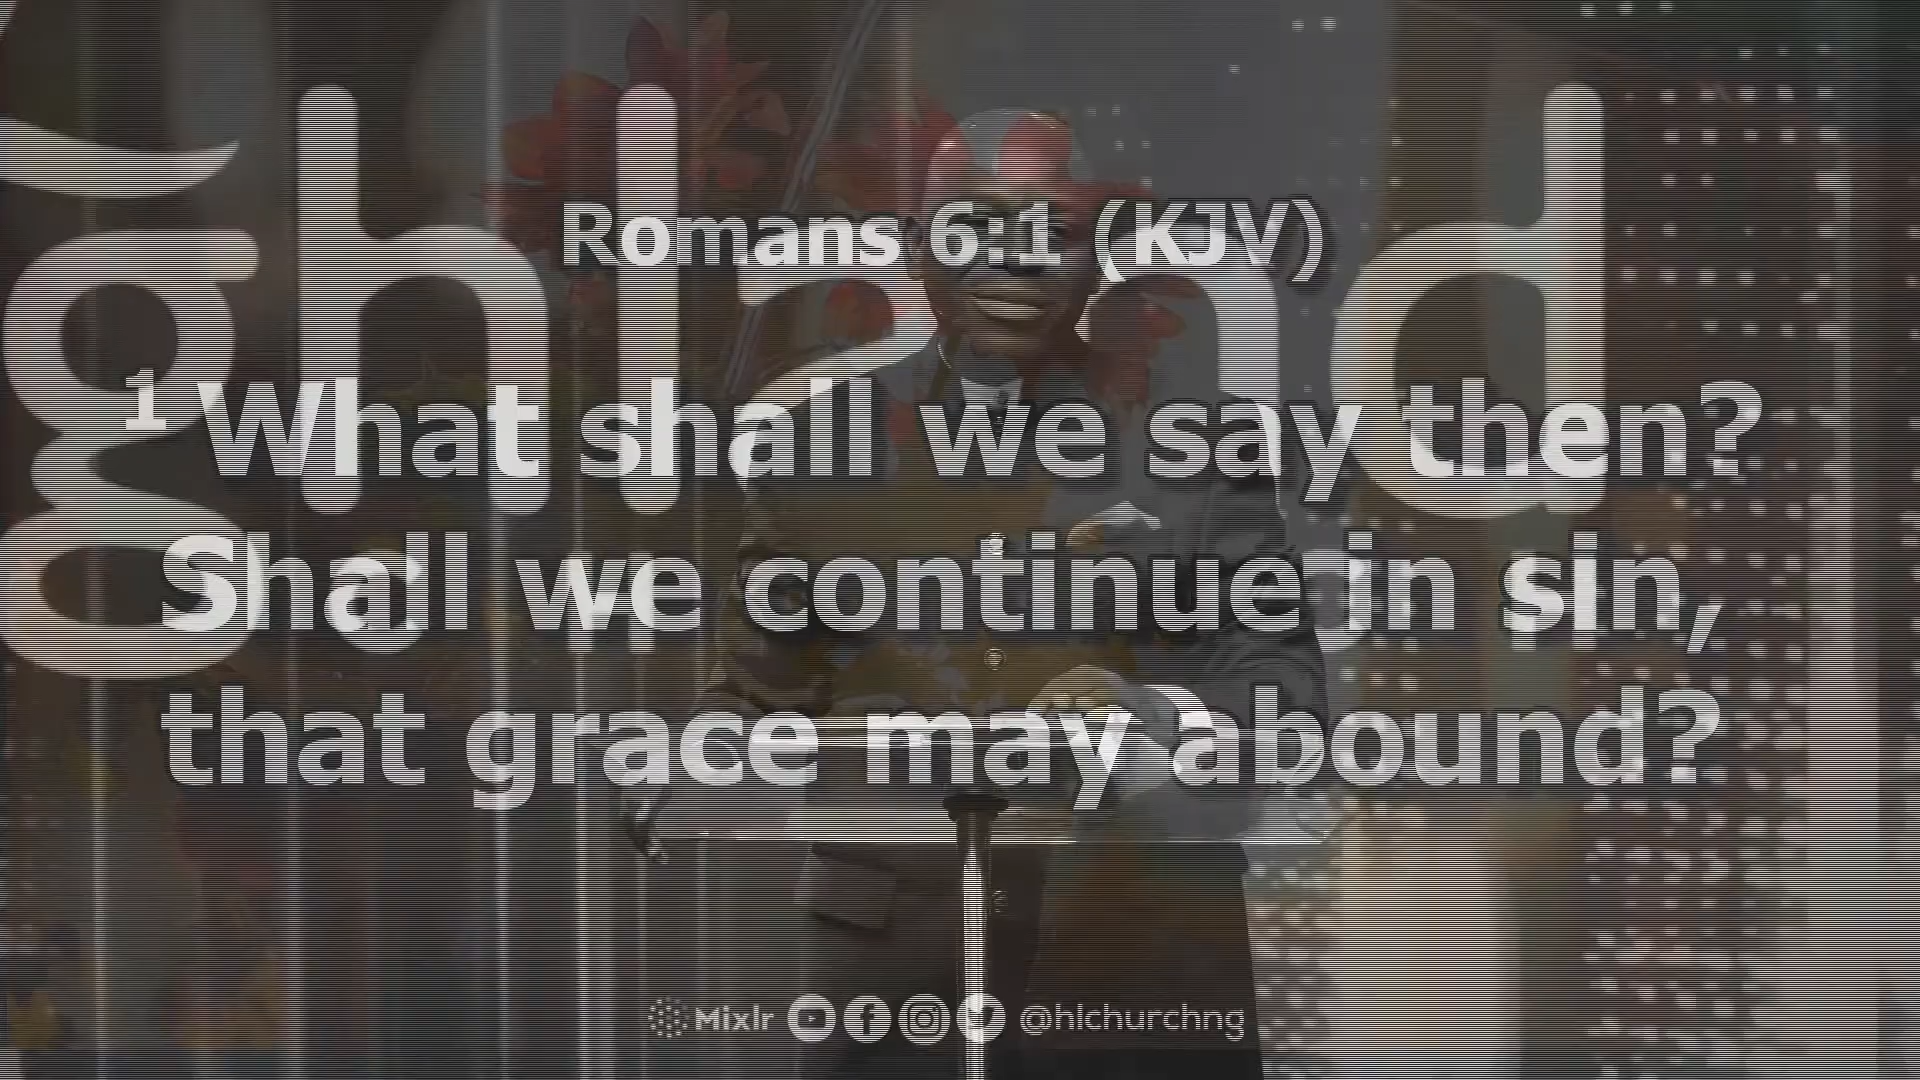 ghland
Romans 6:1 (KJV)
1 What shall we say then?
Shall we continue in sin,
that grace may abound?
Mixlr @hlchurchng